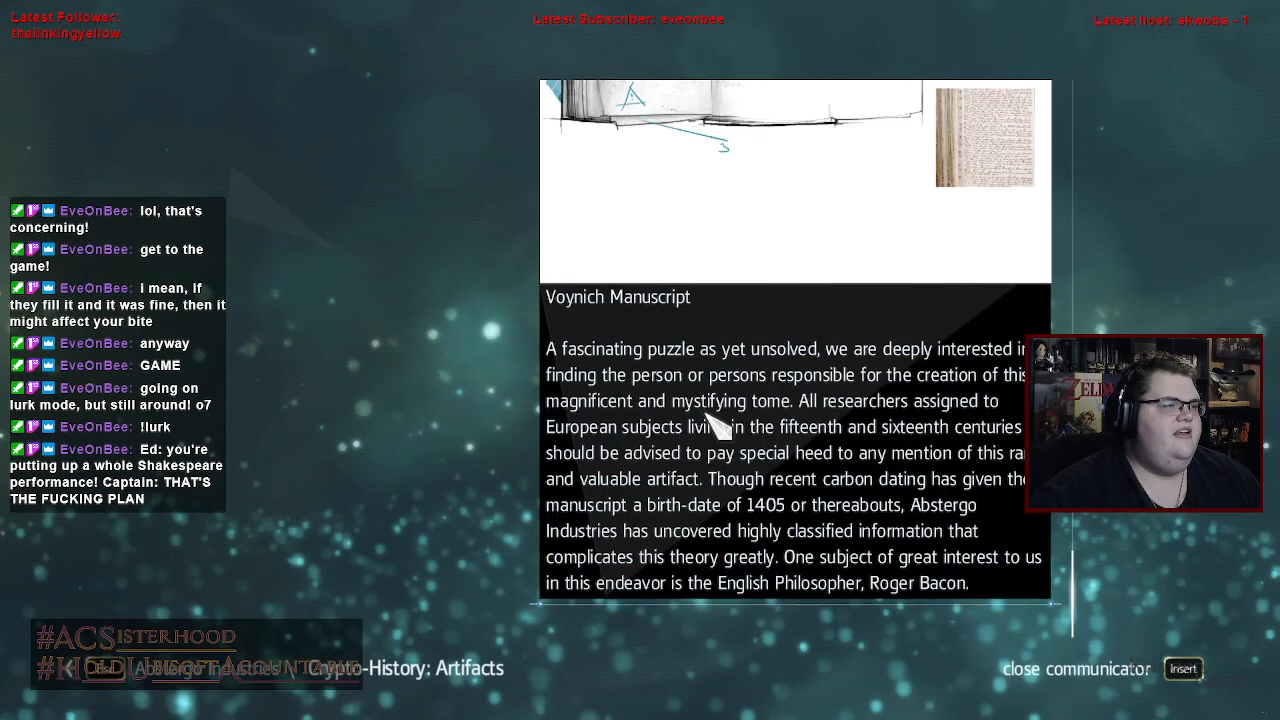 Latest Follower:
thelinkingyellow
Latest Subscriber: eveonbee
Latest host: skwobs - 1
3
EveOnBee: lol, that's
concerning!
EveOnBee: get to the
game!
EveOnBee: I mean, If
they fill it and it was fine, then it
might affect your bite
EveOnBee: anyway
EveOnBee: GAME
EveOnBee: going on
lurk mode, but still around! o7
EveOnBee: !lurk
EveOnBee: Ed: you're
putting up a whole Shakespeare
performance! Captain: THAT'S
THE FUCKING PLAN
Voynich Manuscript
A fascinating puzzle as yet unsolved, we are deeply interested in
finding the person or persons responsible for the creation of this
magnificent and mystifying tome. All researchers assigned to
European subjects living in the fifteenth and sixteenth centuries
should be advised to pay special heed to any mention of this
and valuable artifact. Though recent carbon dating has given the
manuscript a birth-date of 1405 or thereabouts, Abstergo
Industries has uncovered highly classified information that
complicates this theory greatly. One subject of great interest to us
in this endeavor is the English Philosopher, Roger Bacon.
ZELDA
#ACSisterhood
#HoldUbisoftAccountable
Esc Abstergo Industries \ Crypto-History: Artifacts
close communicator insert